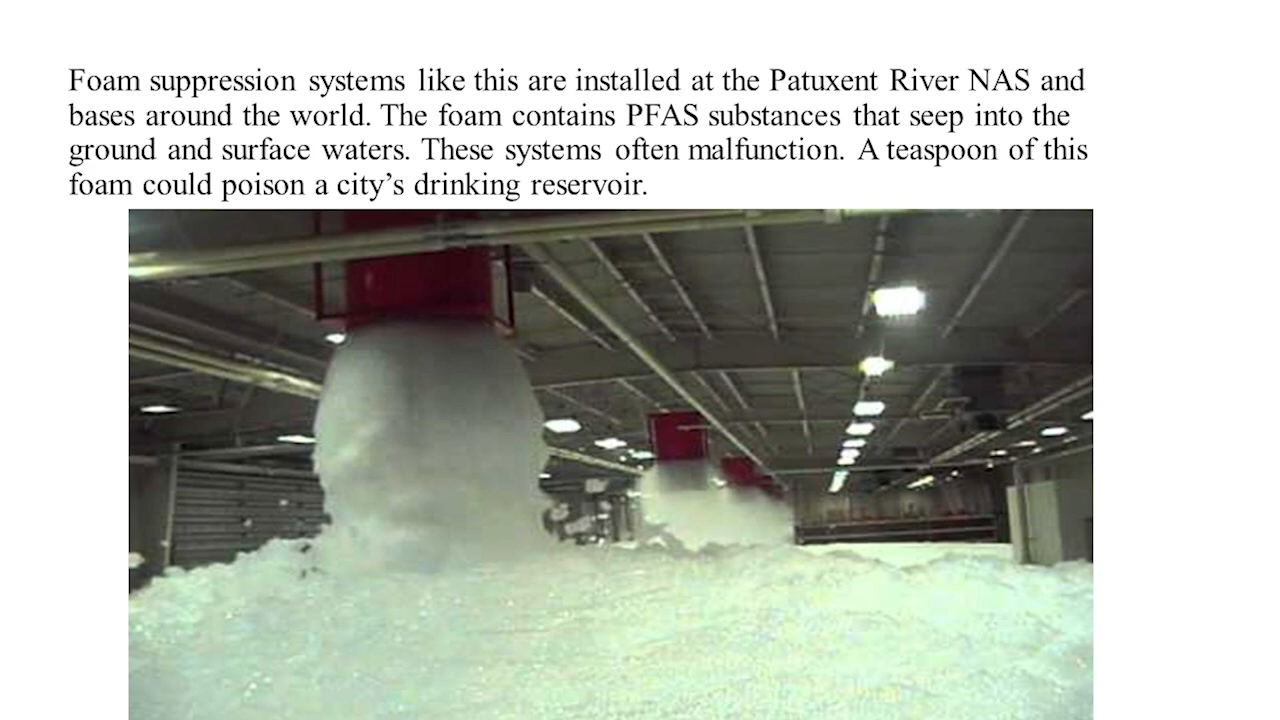 Foam suppression systems like this are installed at the Patuxent River NAS and
bases around the world. The foam contains PFAS substances that seep into the
ground and surface waters. These systems often malfunction. A teaspoon of this
foam could poison a city’s drinking reservoir.